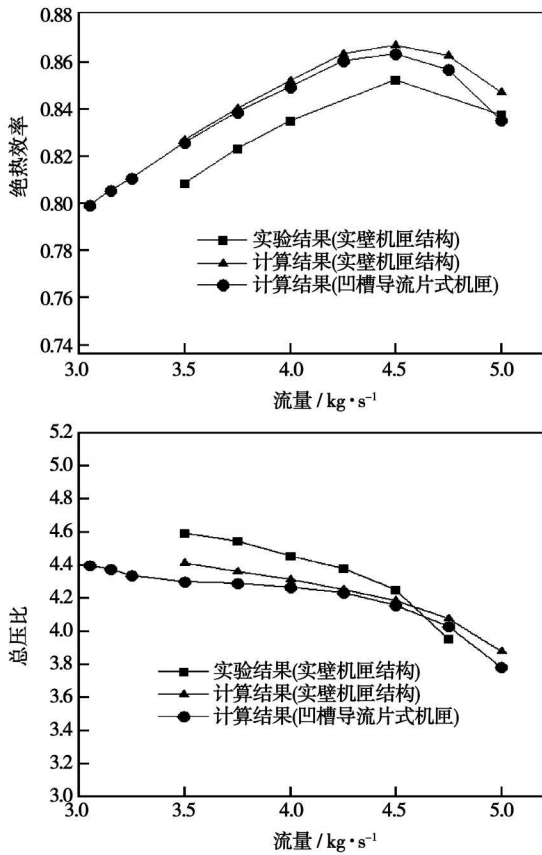 0.88
0.86
0.84
0.82
0.80
0.78
0.76
0.74
绝热效率
实验结果(实壁机匣结构)
计算结果(实壁机匣结构)
计算结果(凹槽导流片式机匣)
3.0 3.5 4.0 4.5 5.0
流量 / kg·s⁻¹
5.2
5.0
4.8
4.6
4.4
4.2
4.0
3.8
3.6
3.4
3.2
3.0
总压比
实验结果(实壁机匣结构)
计算结果(实壁机匣结构)
计算结果(凹槽导流片式机匣)
3.0 3.5 4.0 4.5 5.0
流量 / kg·s⁻¹